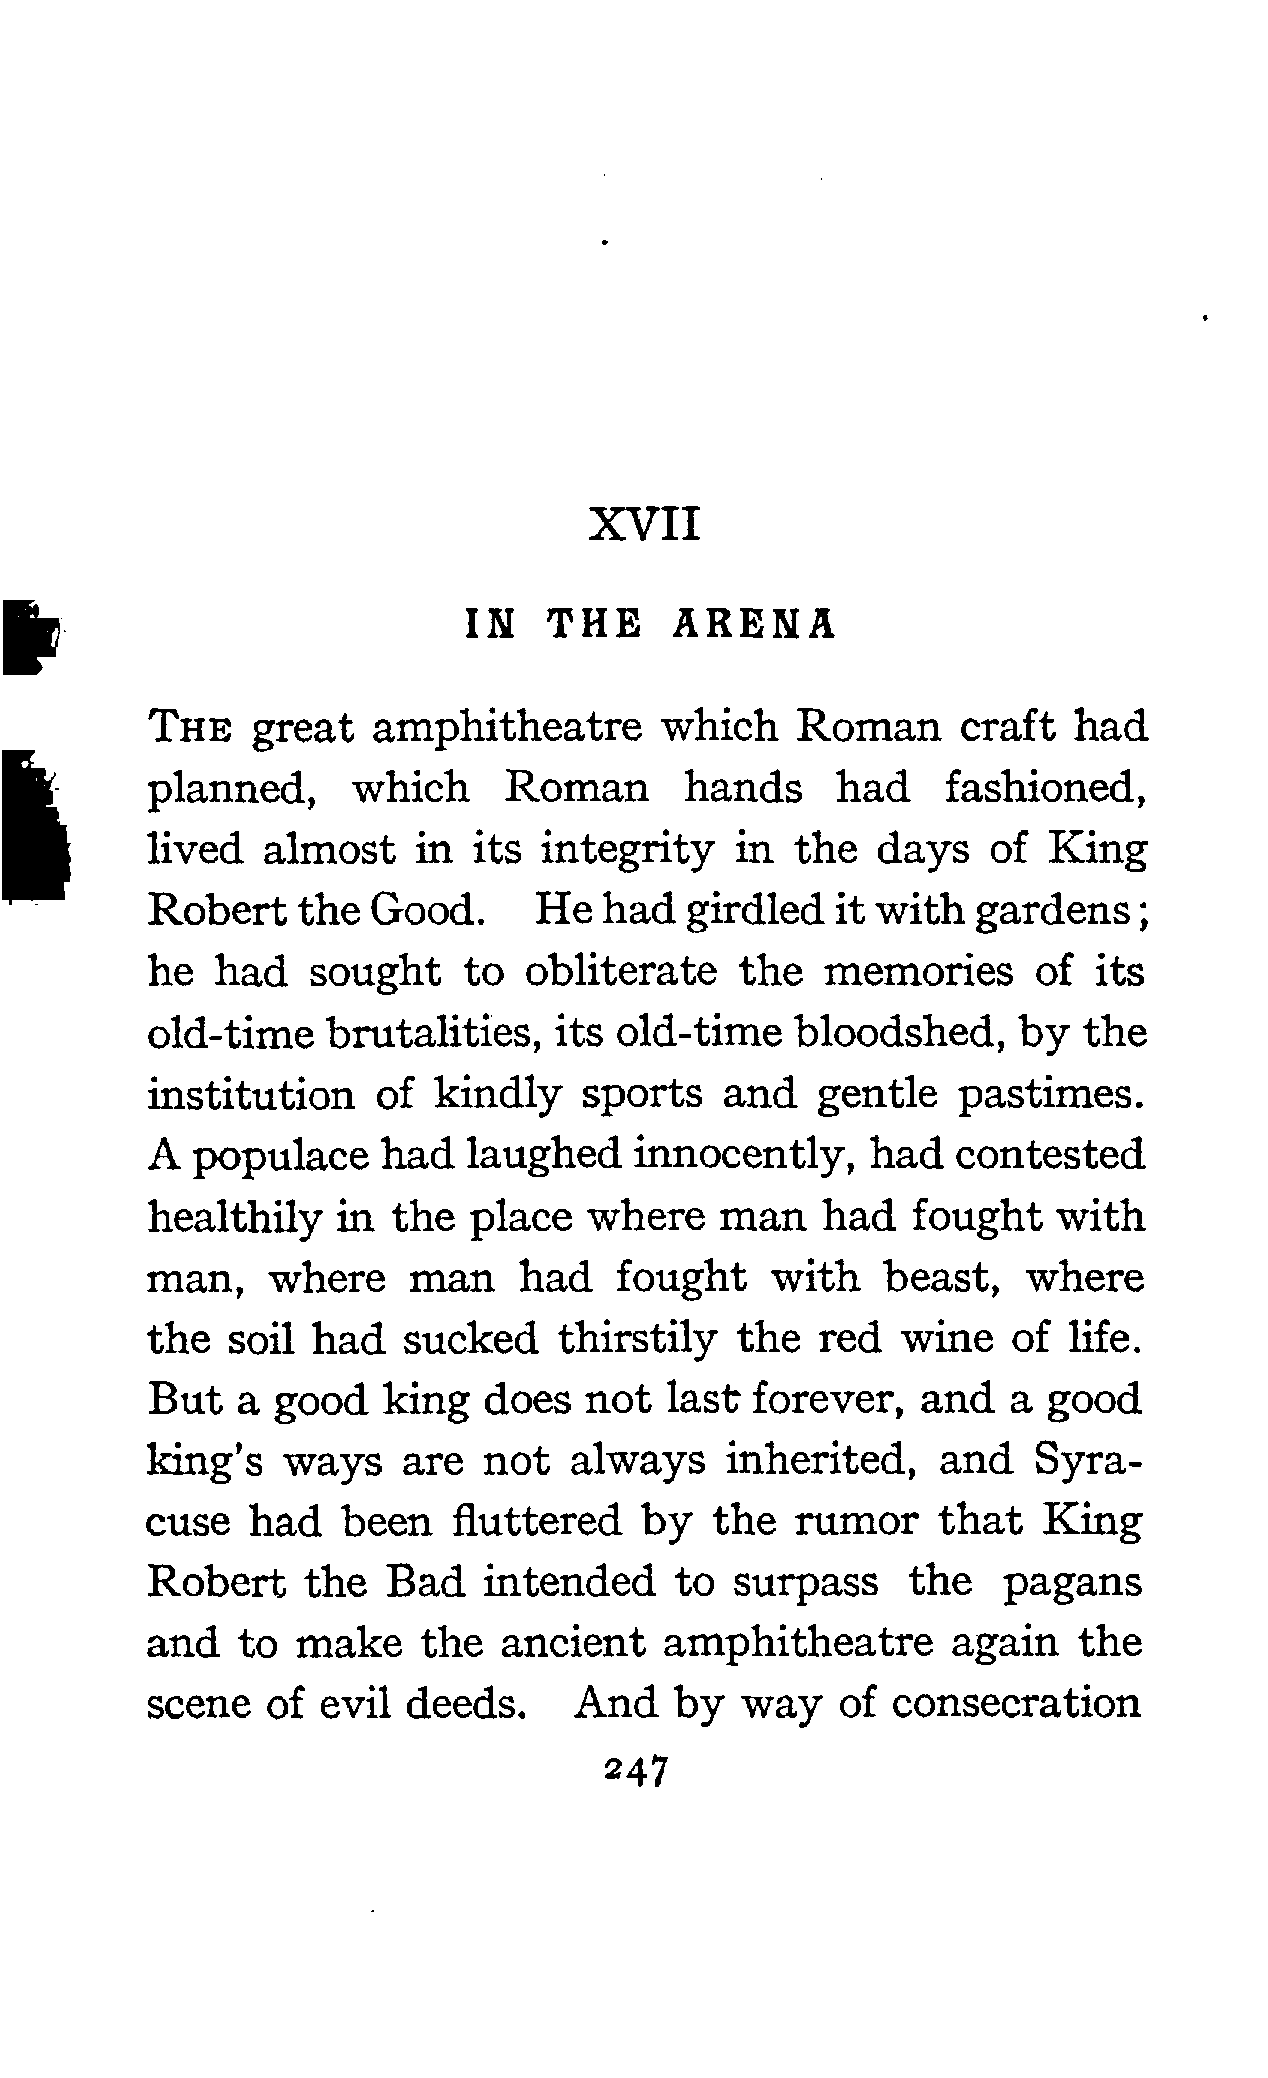 XVII
IN THE ARENA
THE great amphitheatre which Roman craft had
planned, which Roman hands had fashioned,
lived almost in its integrity in the days of King
Robert the Good. He had girdled it with gardens;
he had sought to obliterate the memories of its
old-time brutalities, its old-time bloodshed, by the
institution of kindly sports and gentle pastimes.
A populace had laughed innocently, had contested
healthily in the place where man had fought with
man, where man had fought with beast, where
the soil had sucked thirstily the red wine of life.
But a good king does not last forever, and a good
king's ways are not always inherited, and Syra-
cuse had been fluttered by the rumor that King
Robert the Bad intended to surpass the pagans
and to make the ancient amphitheatre again the
scene of evil deeds. And by way of consecration
247